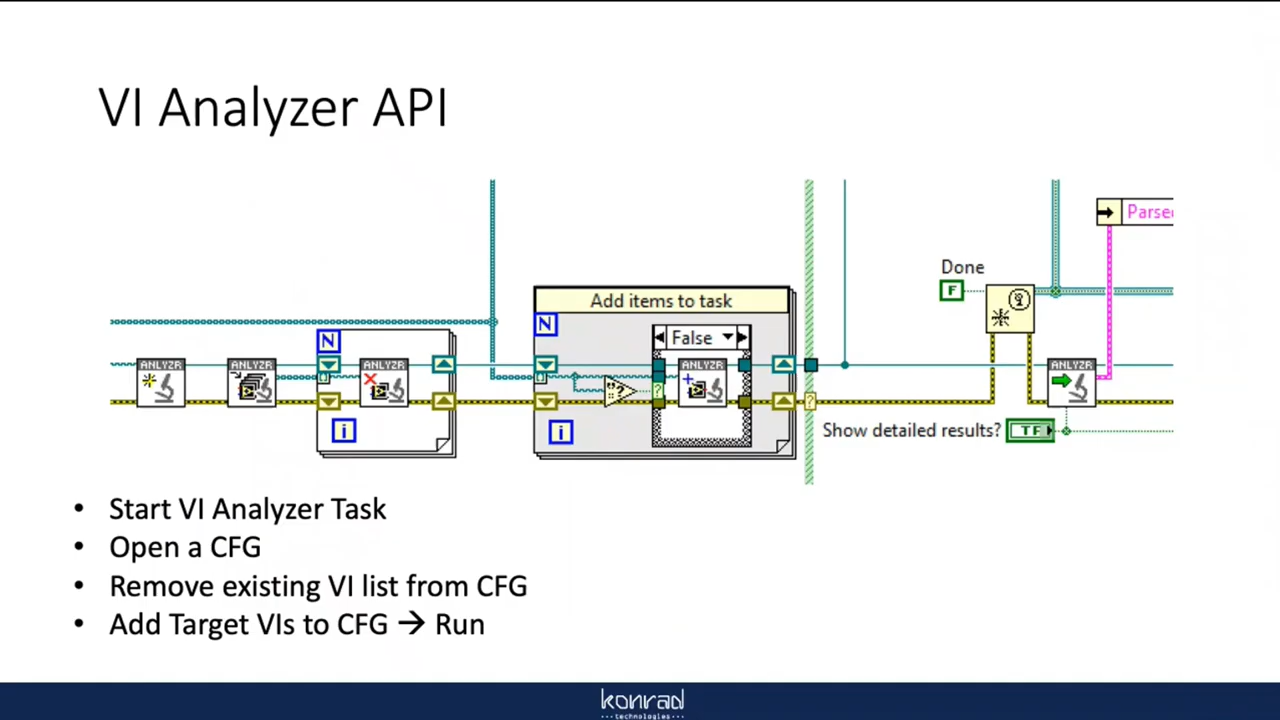 VI Analyzer API
Done
F
Add items to task
N
False
N
ANLYZR
ANLYZR
ANLYZR
ANLYZR
ANLYZR
?
?
?
i
i
Show detailed results?
TF
• Start VI Analyzer Task
• Open a CFG
• Remove existing VI list from CFG
• Add Target VIs to CFG → Run
konrad
technologies